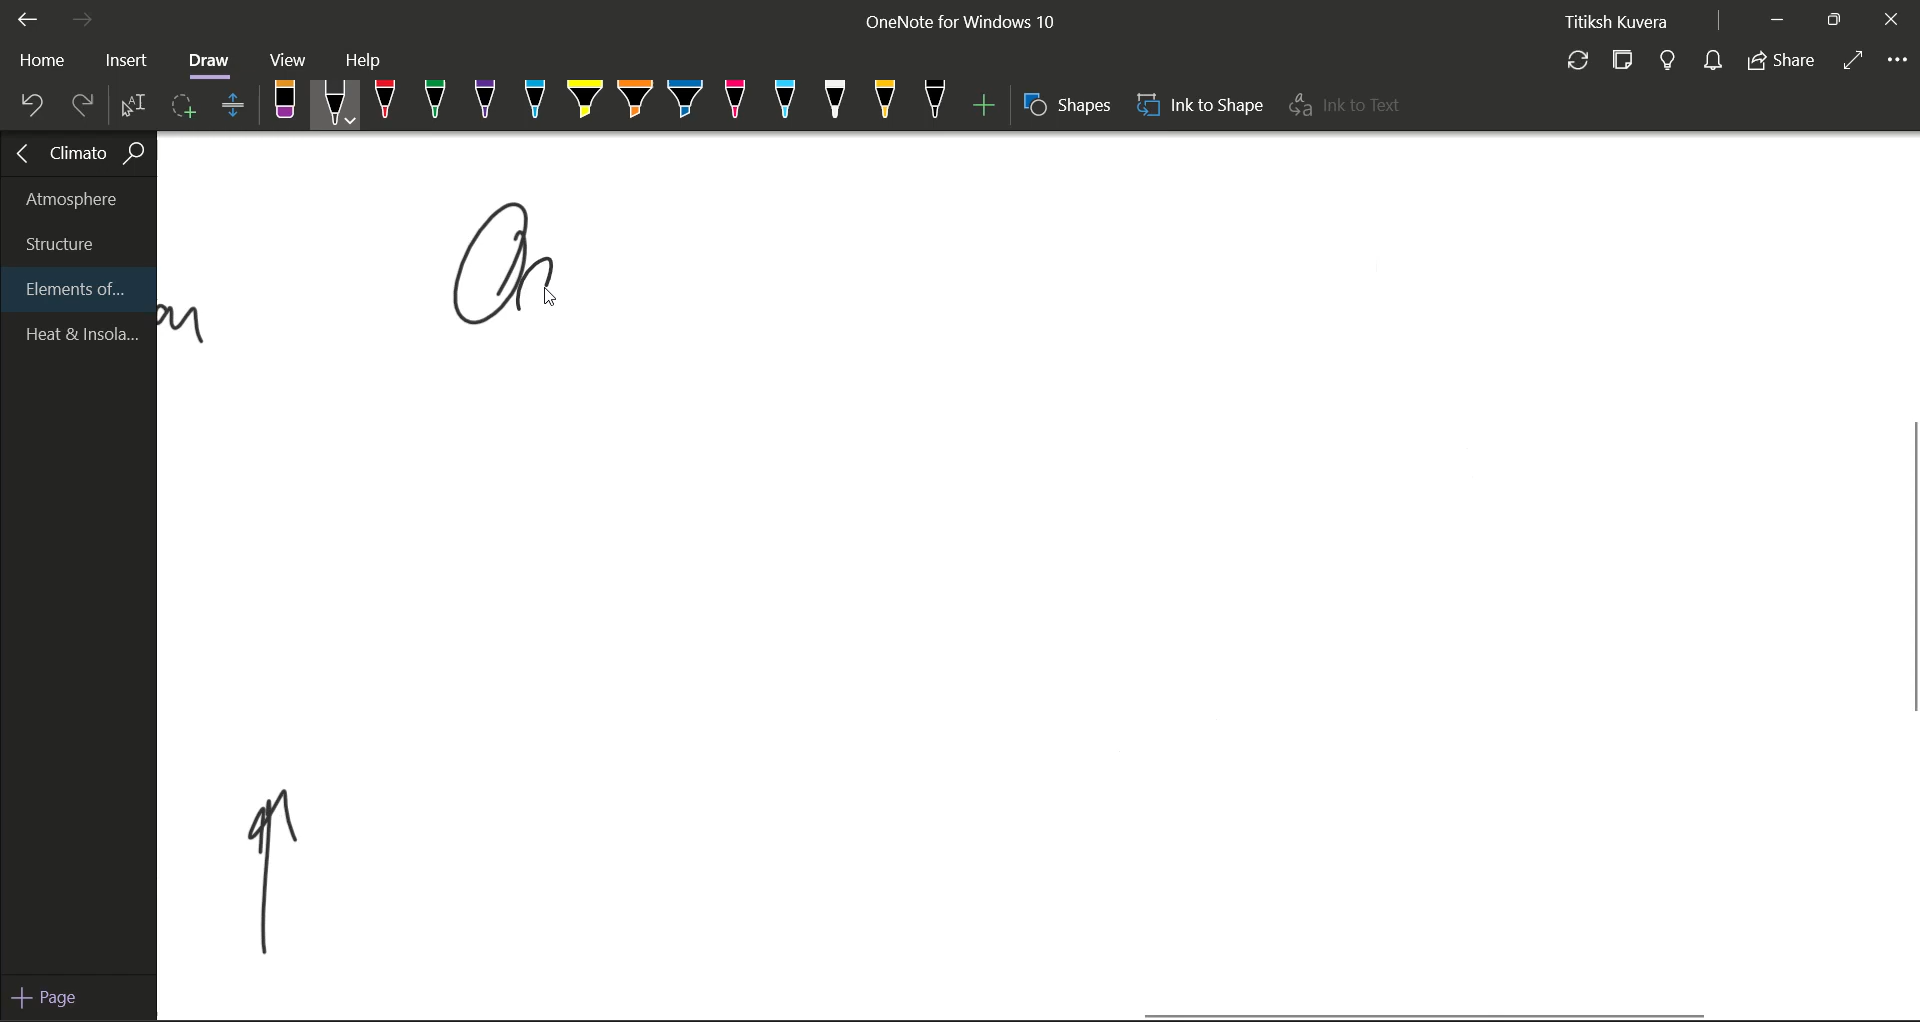 OneNote for Windows 10
Titiksh Kuvera
Home Insert Draw View Help
Share
Shapes Ink to Shape Ink to Text
Climato
Atmosphere
Structure
Elements of...
Heat & Insola...
On
Page